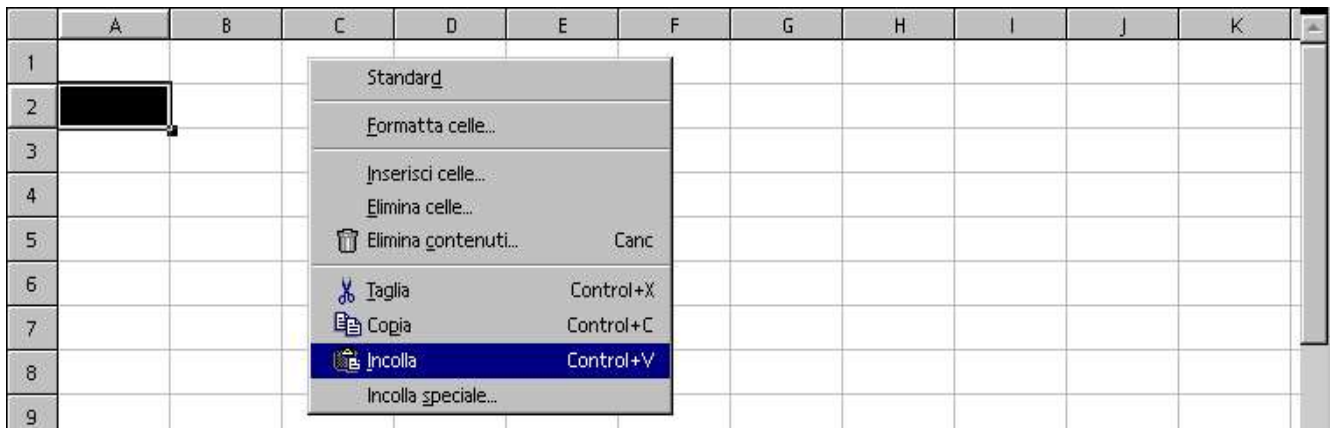 A B C D E F G H I J K
1
Standard
2
Formatta celle...
3
Inserisci celle...
4
Elimina celle...
5
Elimina contenuti... Canc
6
Taglia Control+X
7
Copia Control+C
8
Incolla Control+V
Incolla speciale...
9